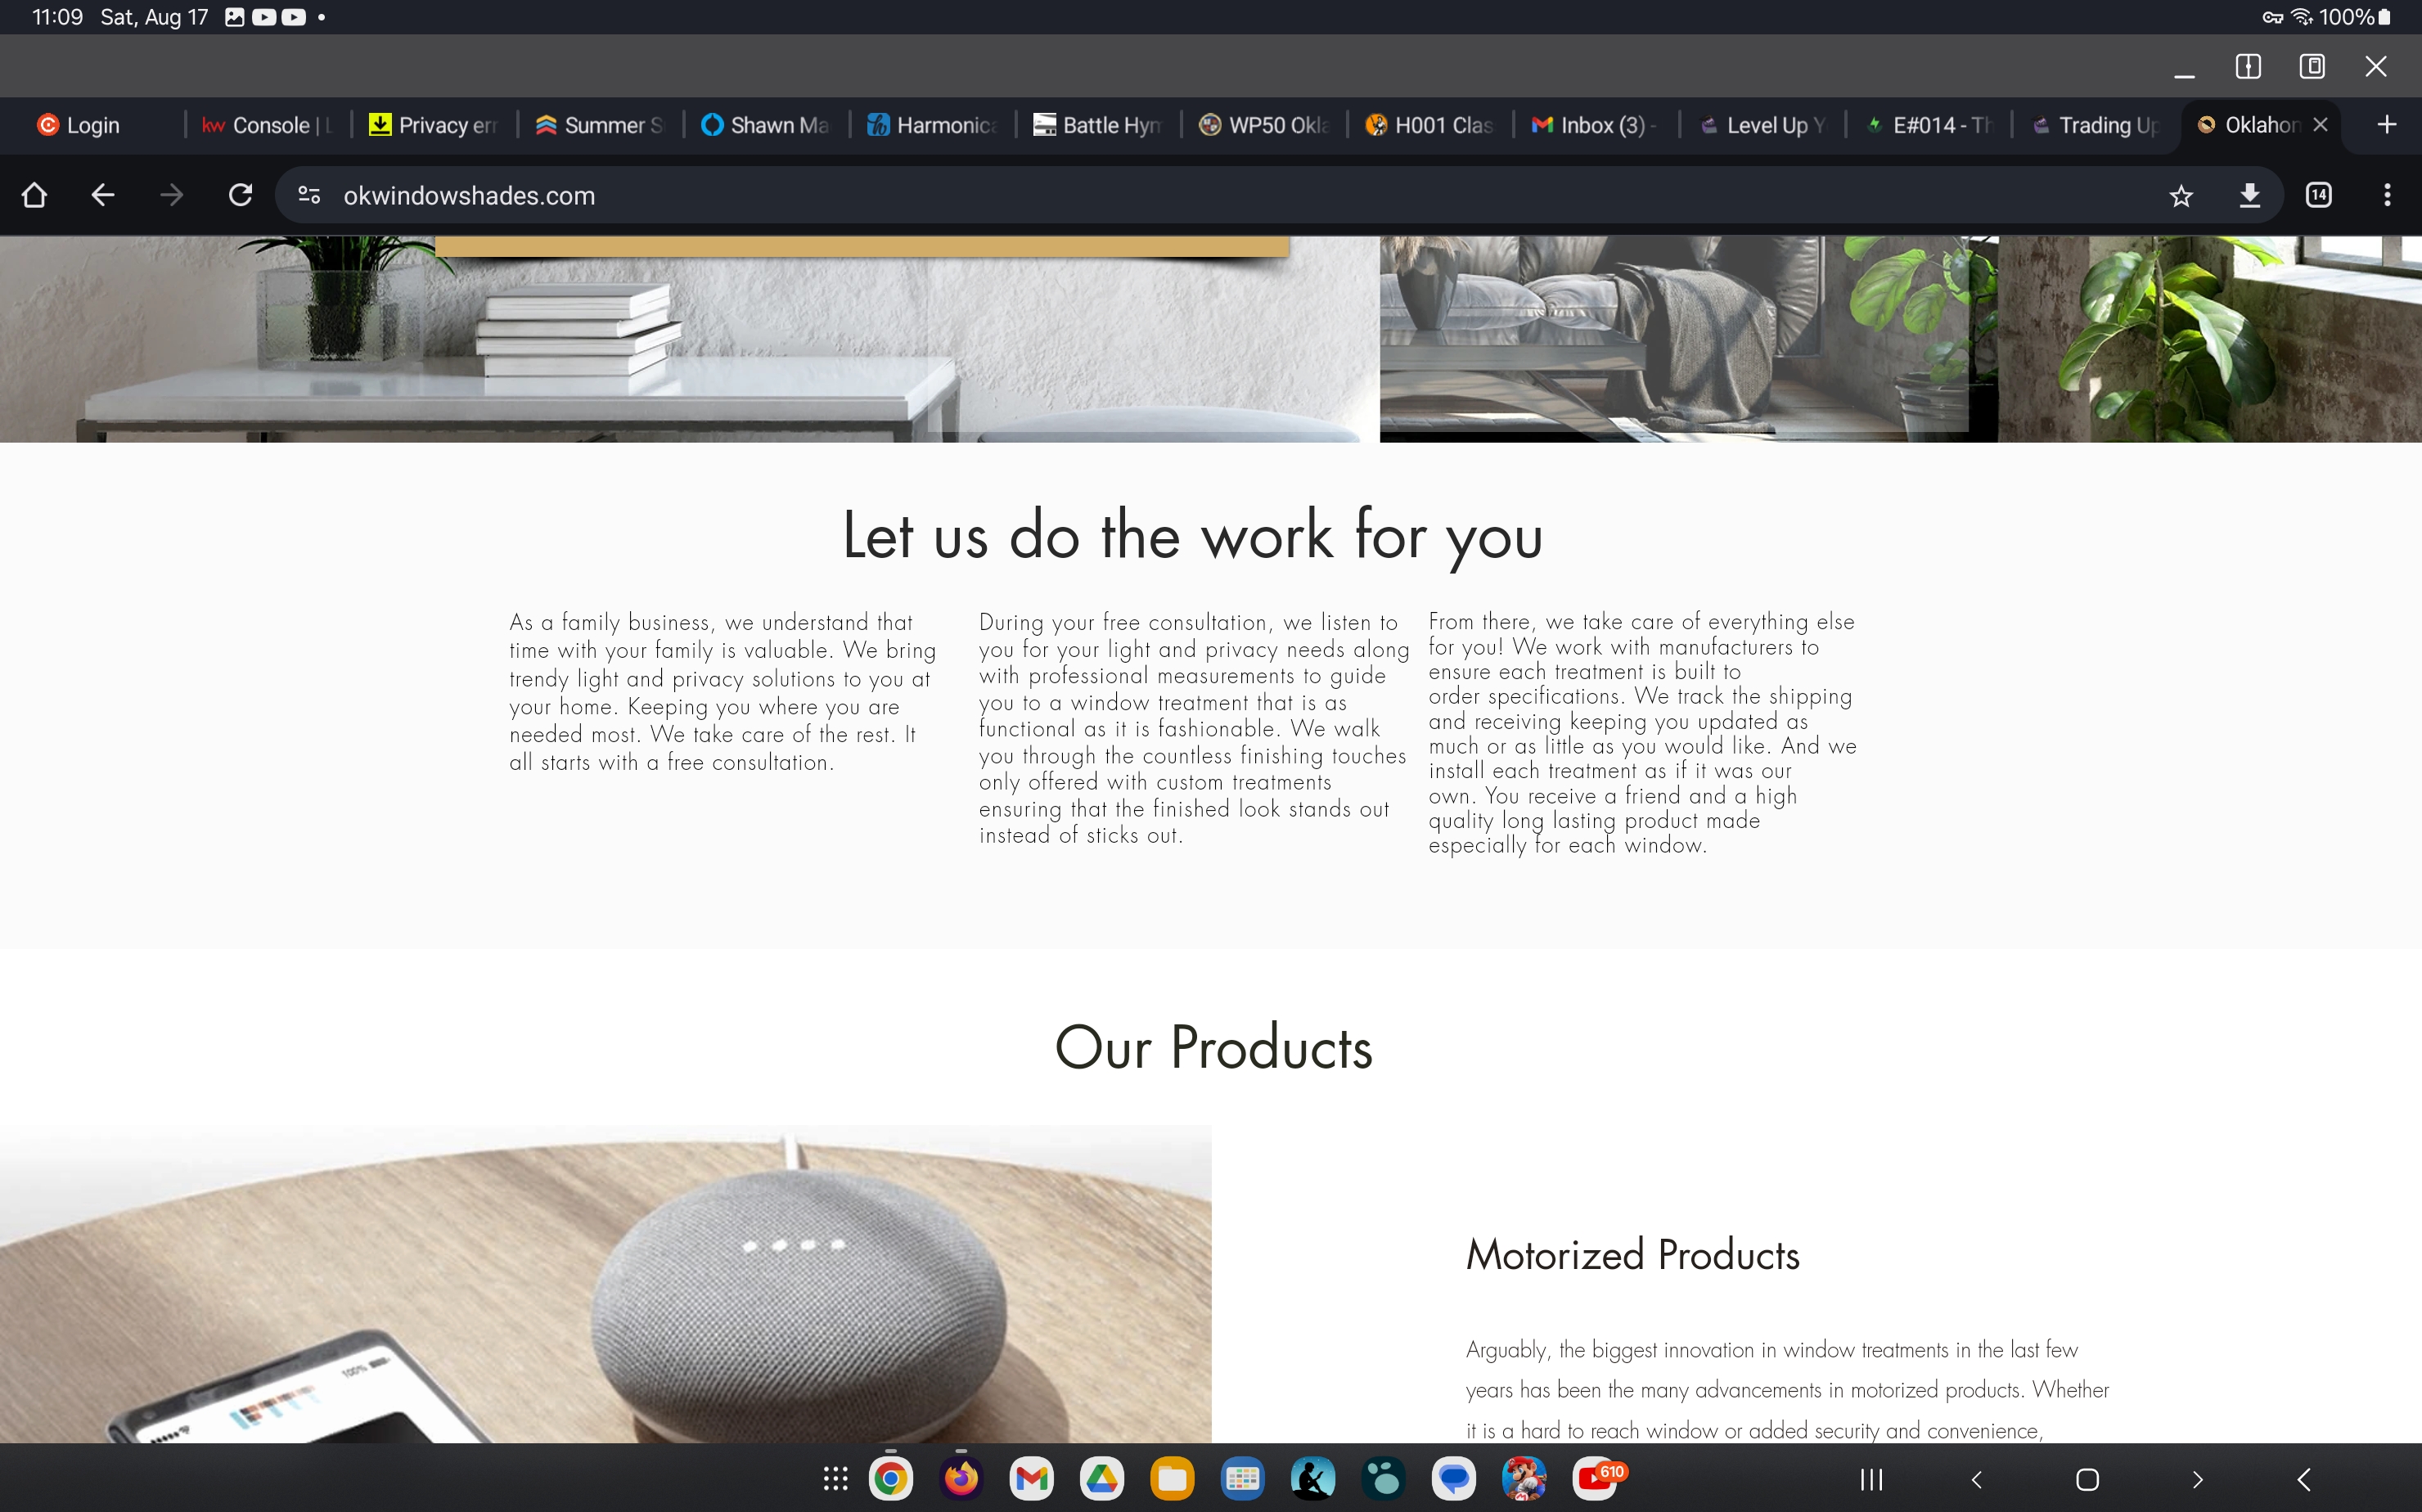 11:09 Sat, Aug 17
100%
Login
kw Console | L
Privacy err
Summer S
Shawn Ma
Harmonica
Battle Hym
WP50 Okla
H001 Clas
Inbox (3) -
Level Up Y
E#014 - Th
Trading Up
Oklahon
okwindowshades.com
14
Let us do the work for you
As a family business, we understand that
time with your family is valuable. We bring
trendy light and privacy solutions to you at
your home. Keeping you where you are
needed most. We take care of the rest. It
all starts with a free consultation.
During your free consultation, we listen to
you for your light and privacy needs along
with professional measurements to guide
you to a window treatment that is as
functional as it is fashionable. We walk
you through the countless finishing touches
only offered with custom treatments
ensuring that the finished look stands out
instead of sticks out.
From there, we take care of everything else
for you! We work with manufacturers to
ensure each treatment is built to
order specifications. We track the shipping
and receiving keeping you updated as
much or as little as you would like. And we
install each treatment as if it was our
own. You receive a friend and a high
quality long lasting product made
especially for each window.
Our Products
100%
IFTTT
Motorized Products
Arguably, the biggest innovation in window treatments in the last few
years has been the many advancements in motorized products. Whether
it is a hard to reach window or added security and convenience,
610